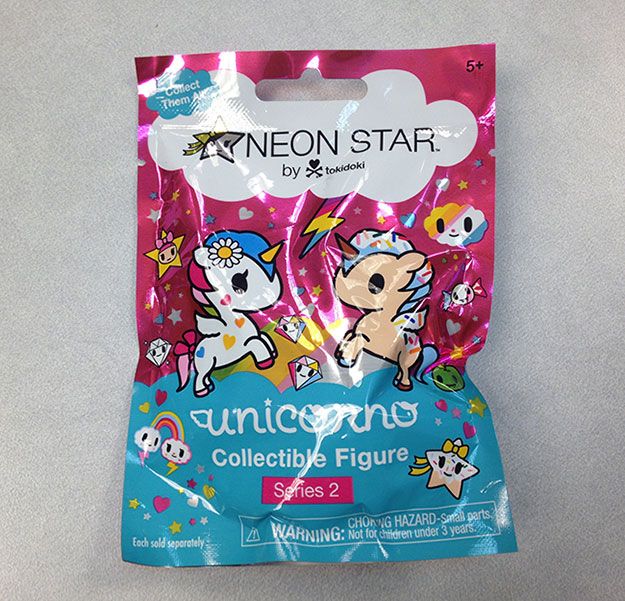 5+
Collect
Them All
NEON STAR™
by tokidoki
unicorno
Collectible Figure
Series 2
WARNING: CHOKING HAZARD-Small parts.
Not for children under 3 years.
Each sold separately